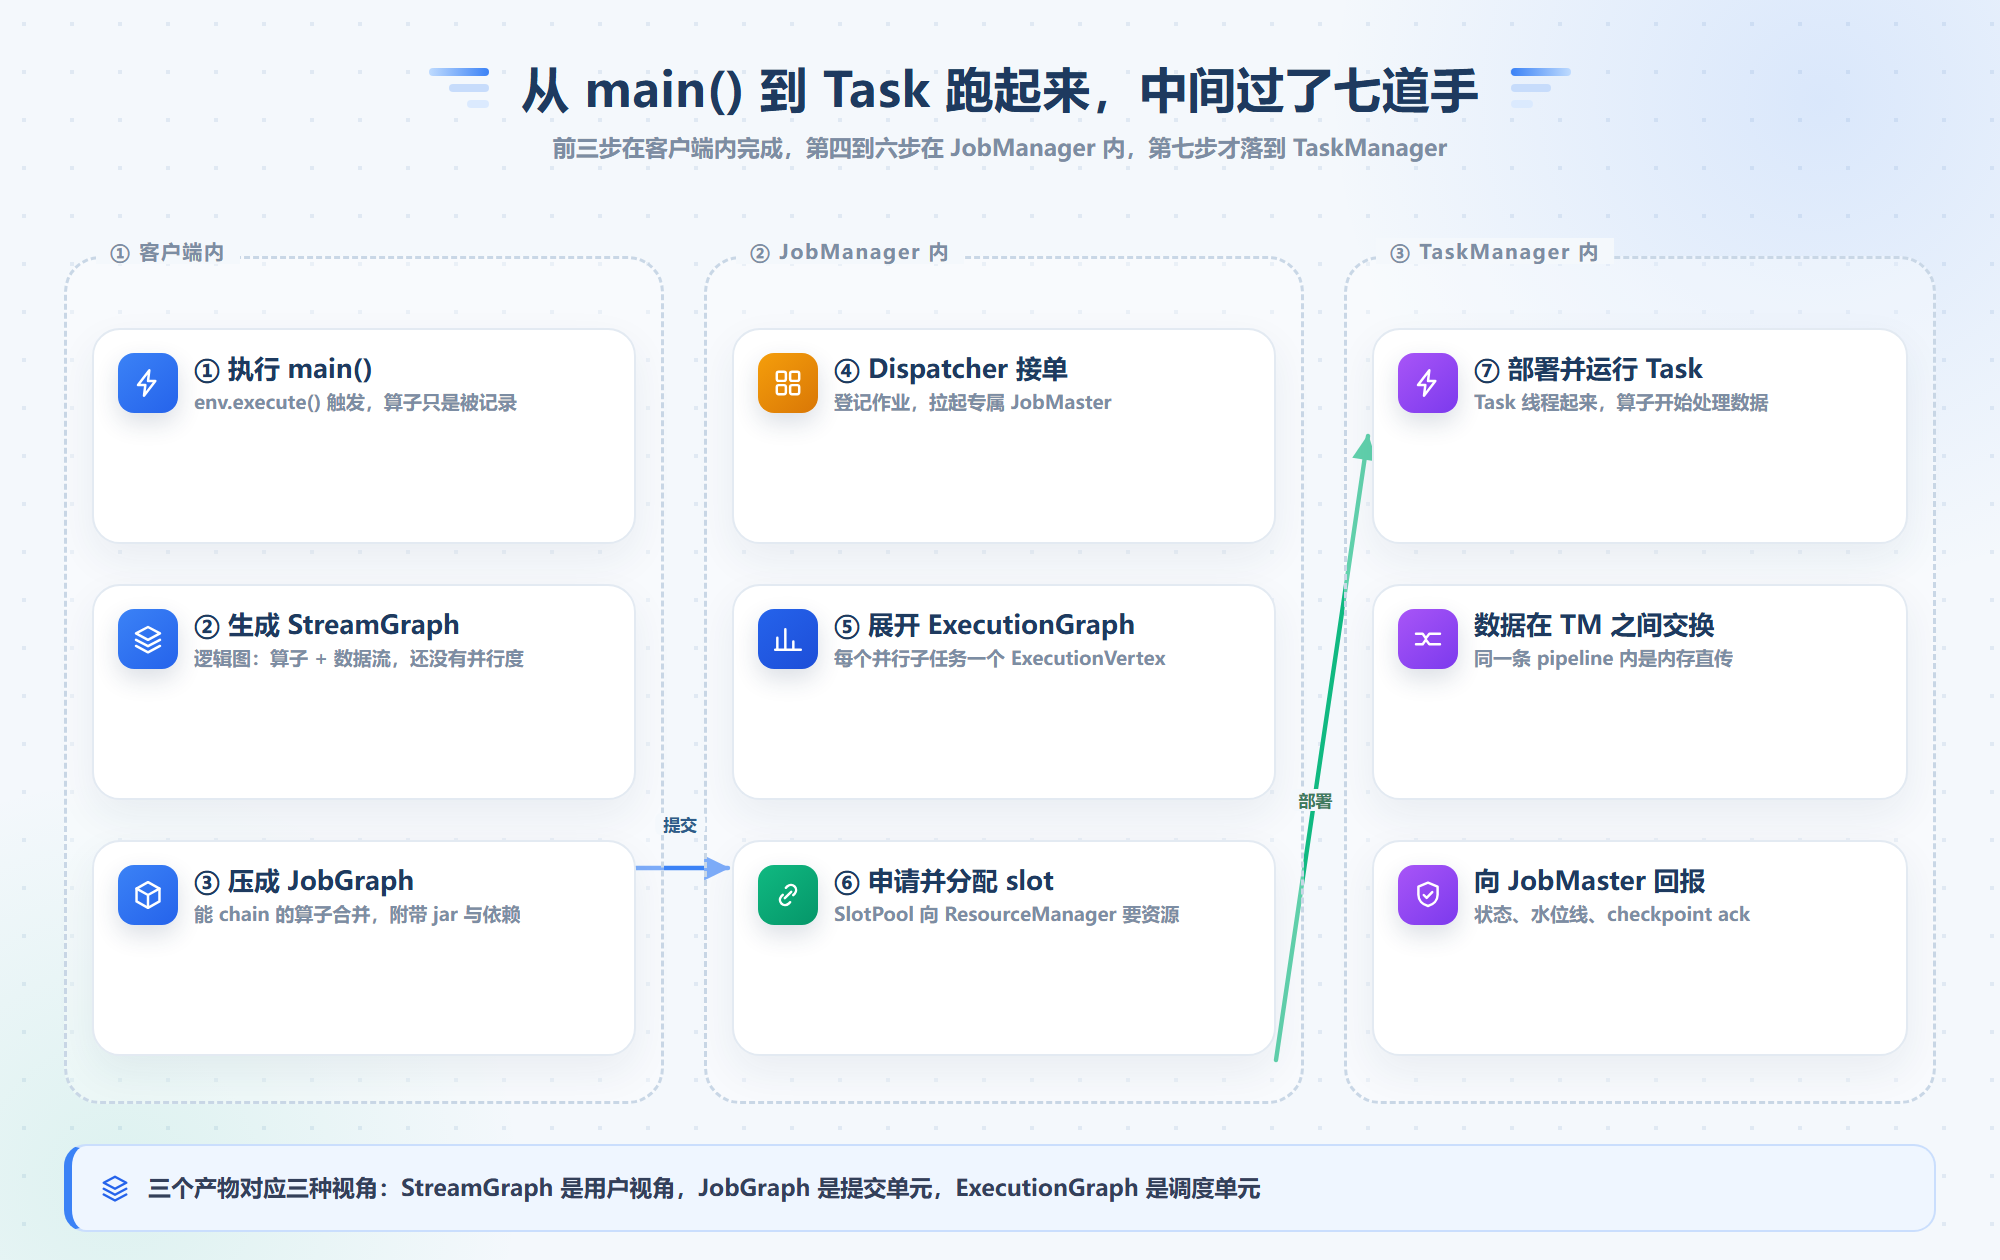 从 main() 到 Task 跑起来，中间过了七道手
前三步在客户端内完成，第四到六步在 JobManager 内，第七步才落到 TaskManager
① 客户端内
① 执行 main()
env.execute() 触发，算子只是被记录
② 生成 StreamGraph
逻辑图：算子 + 数据流，还没有并行度
③ 压成 JobGraph
能 chain 的算子合并，附带 jar 与依赖
提交
② JobManager 内
④ Dispatcher 接单
登记作业，拉起专属 JobMaster
⑤ 展开 ExecutionGraph
每个并行子任务一个 ExecutionVertex
⑥ 申请并分配 slot
SlotPool 向 ResourceManager 要资源
部署
③ TaskManager 内
⑦ 部署并运行 Task
Task 线程起来，算子开始处理数据
数据在 TM 之间交换
同一条 pipeline 内是内存直传
向 JobMaster 回报
状态、水位线、checkpoint ack
三个产物对应三种视角：StreamGraph 是用户视角，JobGraph 是提交单元，ExecutionGraph 是调度单元